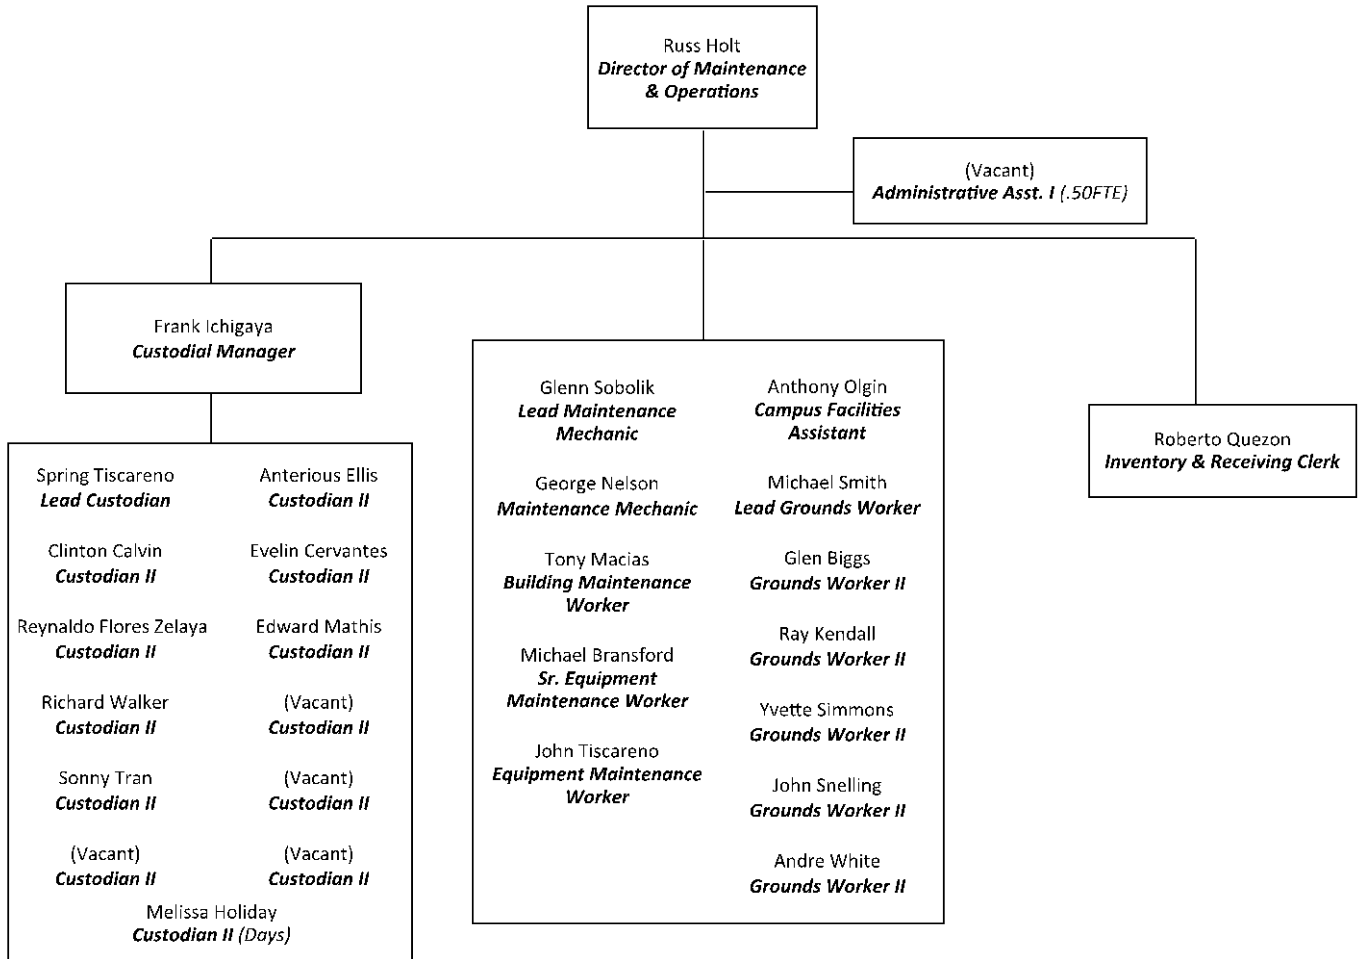 Russ Holt
Director of Maintenance
& Operations
(Vacant)
Administrative Asst. I (.50FTE)
Frank Ichigaya
Custodial Manager
Spring Tiscareno
Lead Custodian
Anterious Ellis
Custodian II
Clinton Calvin
Custodian II
Evelin Cervantes
Custodian II
Reynaldo Flores Zelaya
Custodian II
Edward Mathis
Custodian II
Richard Walker
Custodian II
(Vacant)
Custodian II
Sonny Tran
Custodian II
(Vacant)
Custodian II
(Vacant)
Custodian II
(Vacant)
Custodian II
Melissa Holiday
Custodian II (Days)
Glenn Sobolik
Lead Maintenance
Mechanic
George Nelson
Maintenance Mechanic
Tony Macias
Building Maintenance
Worker
Michael Bransford
Sr. Equipment
Maintenance Worker
John Tiscareno
Equipment Maintenance
Worker
Anthony Olgin
Campus Facilities
Assistant
Michael Smith
Lead Grounds Worker
Glen Biggs
Grounds Worker II
Ray Kendall
Grounds Worker II
Yvette Simmons
Grounds Worker II
John Snelling
Grounds Worker II
Andre White
Grounds Worker II
Roberto Quezon
Inventory & Receiving Clerk